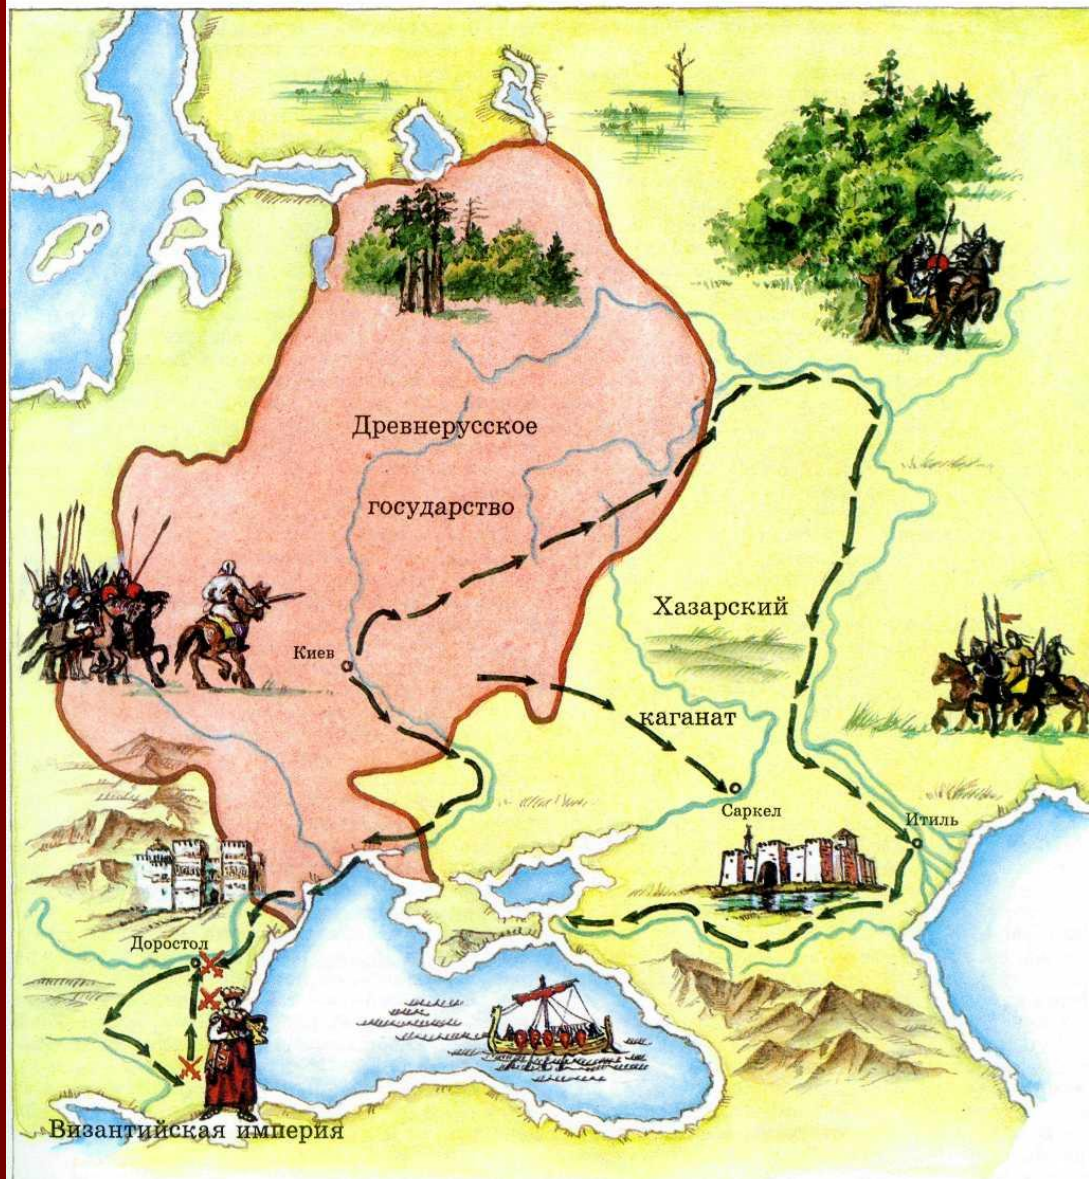 Древнерусское
государство
Хазарский
Киев
каганат
Саркел
Итиль
Доростол
Византийская империя